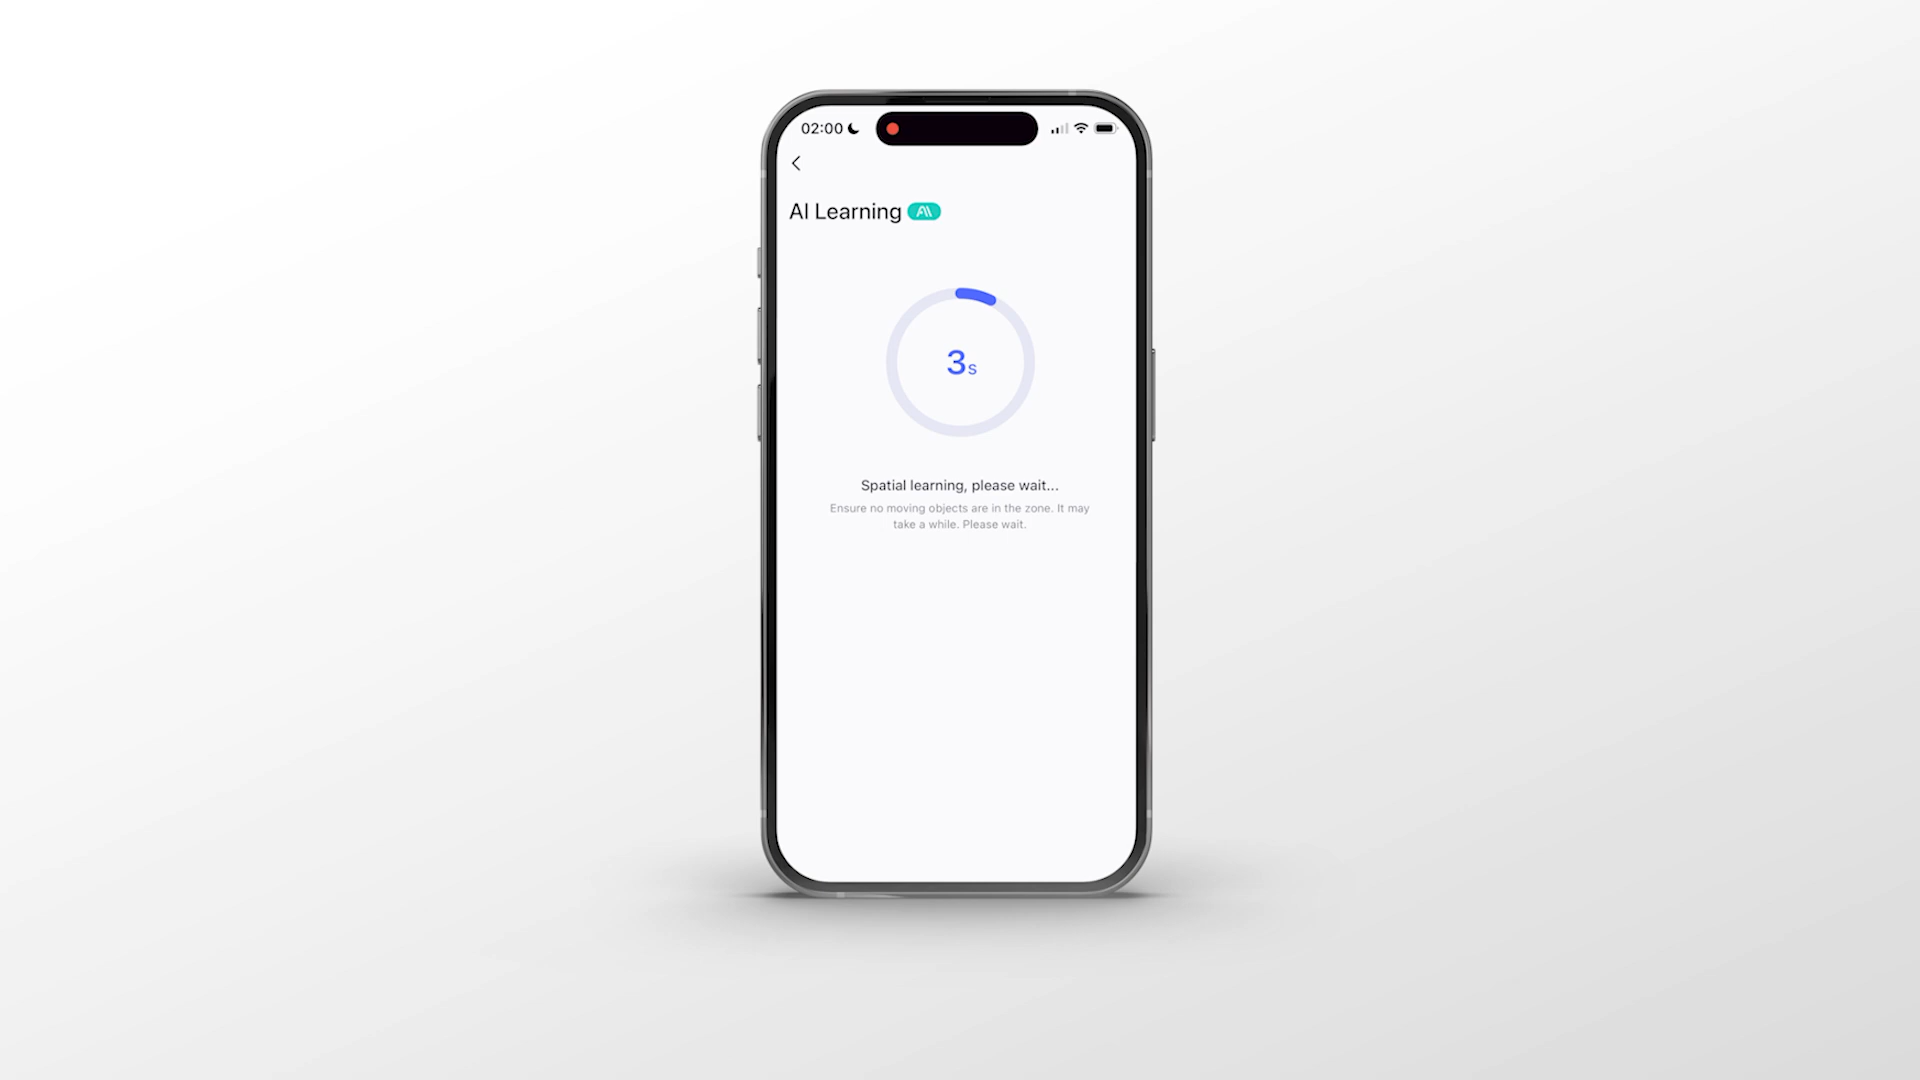 02:00
AI Learning AI
3s
Spatial learning, please wait...
Ensure no moving objects are in the zone. It may
take a while. Please wait.